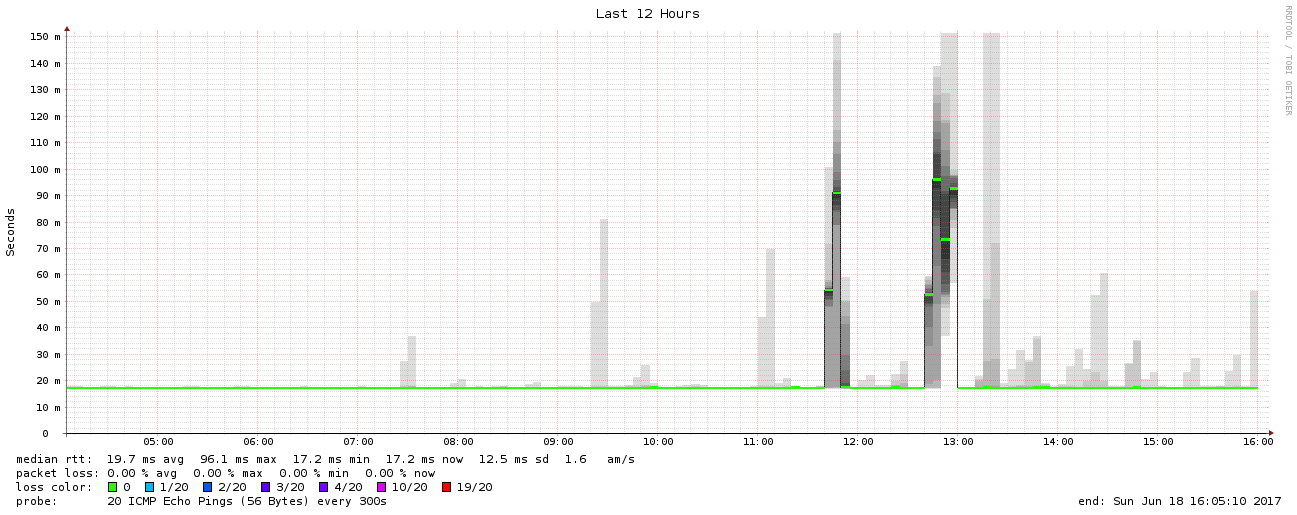 Last 12 Hours
RRDTOOL / TOBI OETIKER
Seconds
150 m
140 m
130 m
120 m
110 m
100 m
90 m
80 m
70 m
60 m
50 m
40 m
30 m
20 m
10 m
0
05:00 06:00 07:00 08:00 09:00 10:00 11:00 12:00 13:00 14:00 15:00 16:00
median rtt: 19.7 ms avg 96.1 ms max 17.2 ms min 17.2 ms now 12.5 ms sd 1.6 am/s
packet loss: 0.00 % avg 0.00 % max 0.00 % min 0.00 % now
loss color: 0 1/20 2/20 3/20 4/20 10/20 19/20
probe: 20 ICMP Echo Pings (56 Bytes) every 300s end: Sun Jun 18 16:05:10 2017